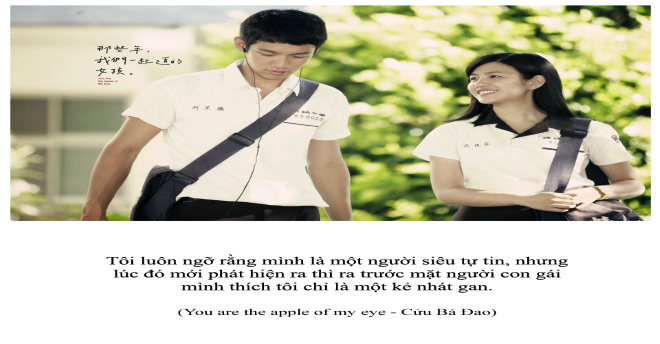 那些年，
我們一起追的
女孩。
Tôi luôn ngỡ rằng mình là một người siêu tự tin, nhưng
lúc đó mới phát hiện ra thì ra trước mặt người con gái
mình thích tôi chỉ là một kẻ nhát gan.
(You are the apple of my eye - Cửu Bả Đao)